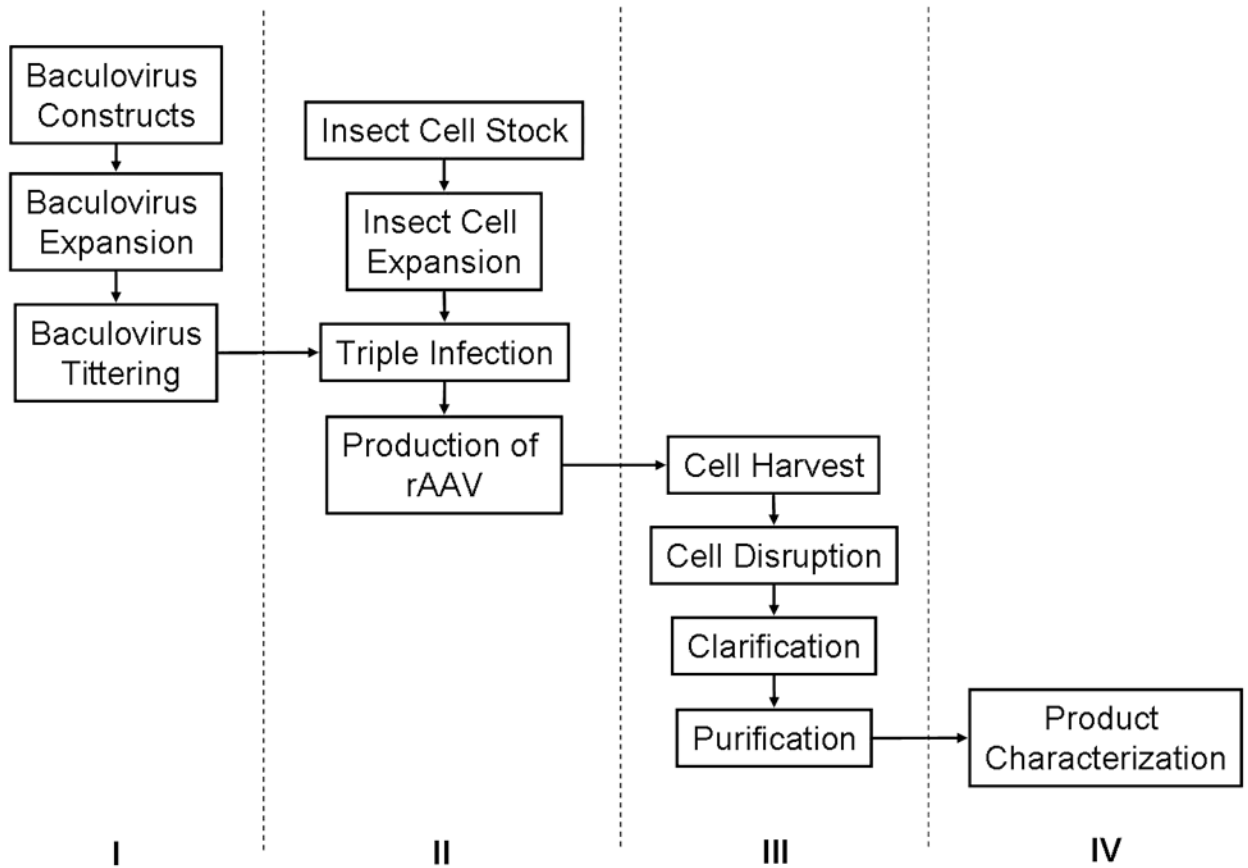 Baculovirus
Constructs
Baculovirus
Expansion
Baculovirus
Tittering
Insect Cell Stock
Insect Cell
Expansion
Triple Infection
Production of
rAAV
Cell Harvest
Cell Disruption
Clarification
Purification
Product
Characterization
I
II
III
IV